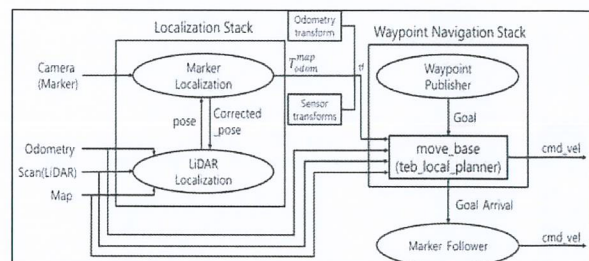 Localization Stack
Odometry
transform
Waypoint Navigation Stack
Camera
(Marker)
Marker
Localization
T_odom^map
tf
Waypoint
Publisher
Sensor
transforms
pose
Corrected
_pose
Goal
Odometry
Scan(LiDAR)
Map
LiDAR
Localization
move_base
(teb_local_planner)
cmd_vel
Goal Arrival
Marker Follower
cmd_vel